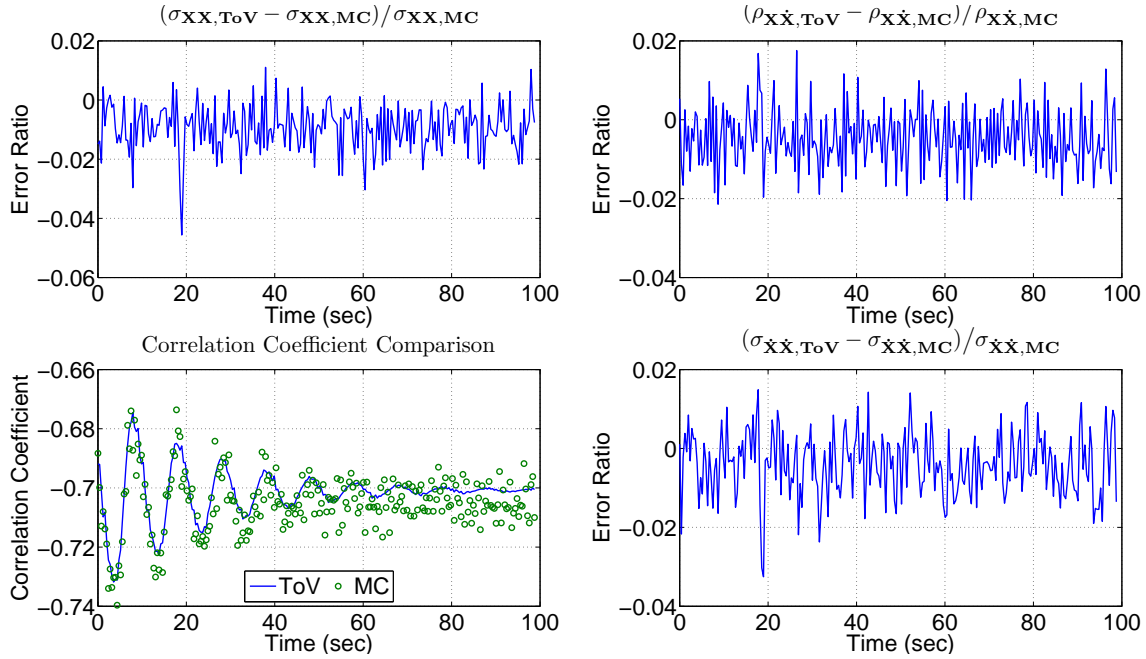 (σXX,ToV − σXX,MC)/σXX,MC
0.02
0
−0.02
−0.04
−0.06
Error Ratio
0 20 40 60 80 100
Time (sec)
(ρXẊ,ToV − ρXẊ,MC)/ρXẊ,MC
0.02
0
−0.02
−0.04
Error Ratio
0 20 40 60 80 100
Time (sec)
Correlation Coefficient Comparison
−0.66
−0.68
−0.7
−0.72
−0.74
Correlation Coefficient
ToV MC
0 20 40 60 80 100
Time (sec)
(σẊẊ,ToV − σẊẊ,MC)/σẊẊ,MC
0.02
0
−0.02
−0.04
Error Ratio
0 20 40 60 80 100
Time (sec)